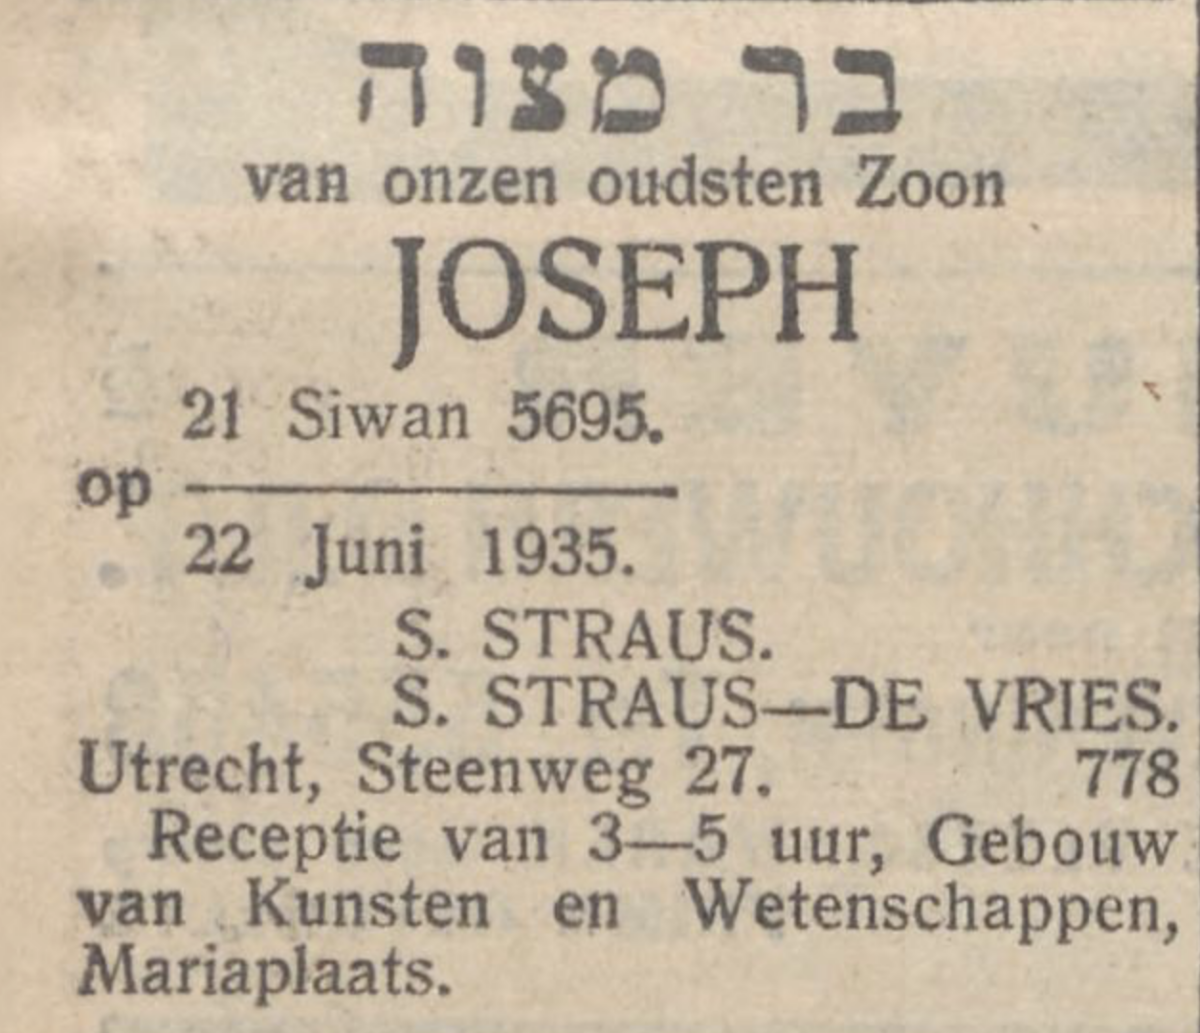 בר מצוה
van onzen oudsten Zoon
JOSEPH
21 Siwan 5695.
op
22 Juni 1935.
S. STRAUS.
S. STRAUS—DE VRIES.
Utrecht, Steenweg 27. 778
Receptie van 3—5 uur, Gebouw
van Kunsten en Wetenschappen,
Mariaplaats.